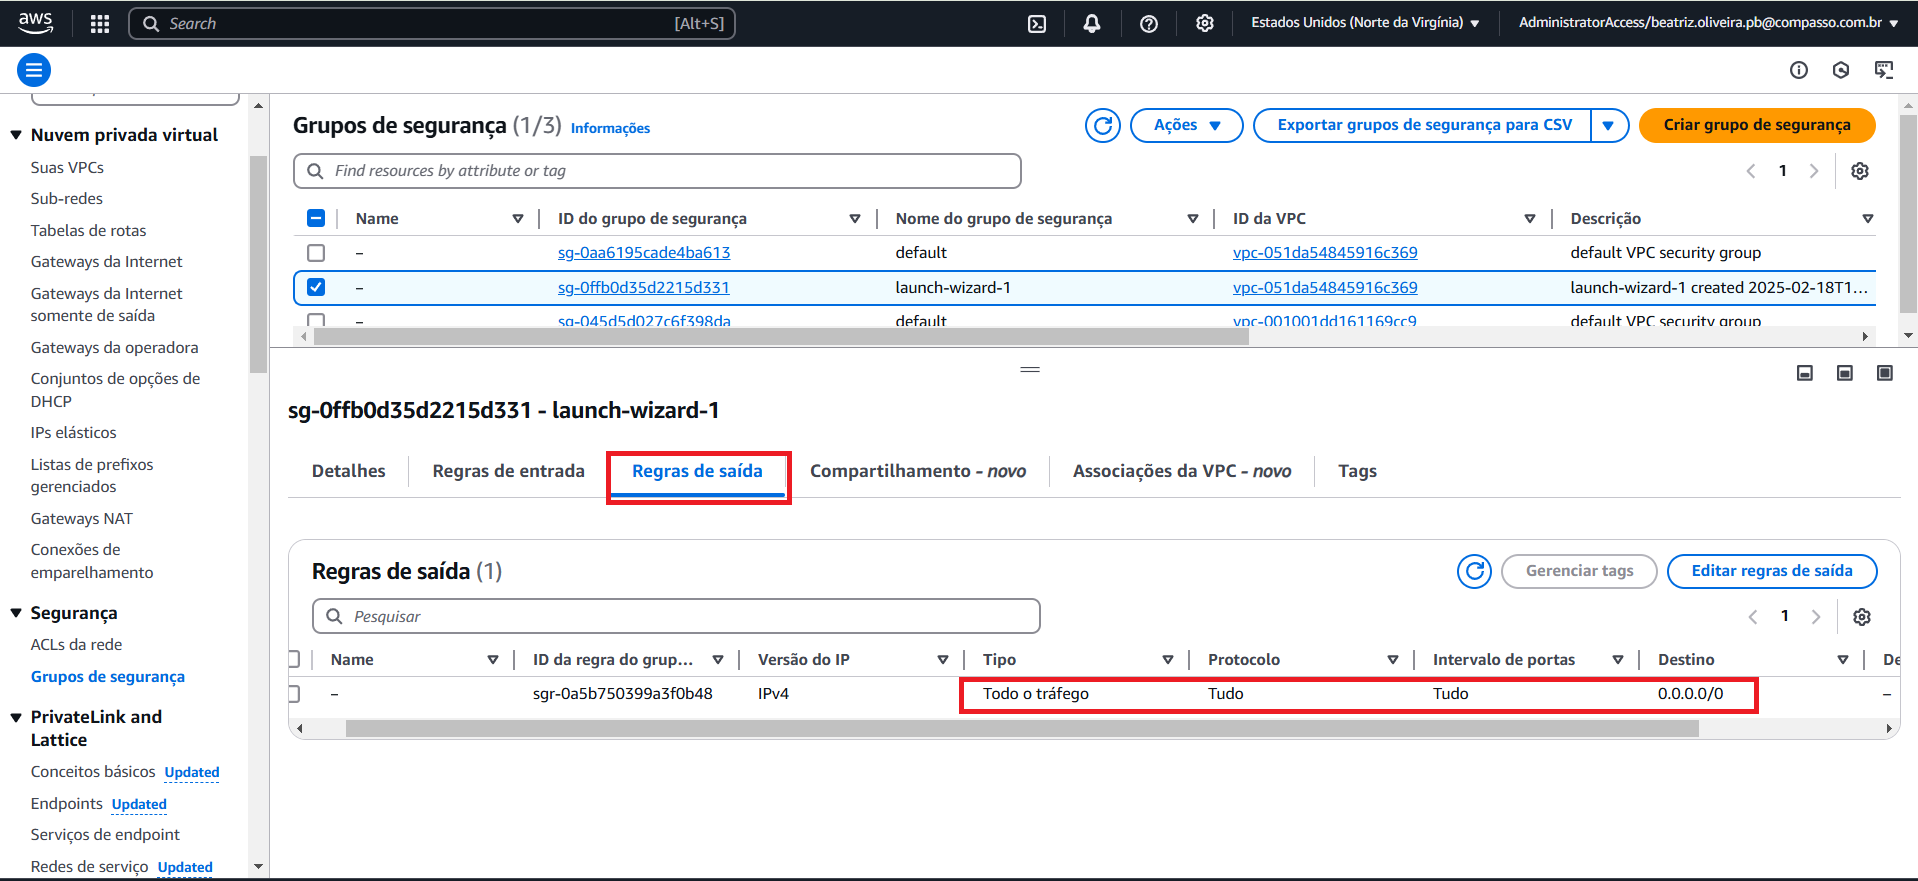 aws
Search
[Alt+S]
Estados Unidos (Norte da Virgínia)
AdministratorAccess/beatriz.oliveira.pb@compasso.com.br
Nuvem privada virtual
Suas VPCs
Sub-redes
Tabelas de rotas
Gateways da Internet
Gateways da Internet
somente de saída
Gateways da operadora
Conjuntos de opções de
DHCP
IPs elásticos
Listas de prefixos
gerenciados
Gateways NAT
Conexões de
emparelhamento
Segurança
ACLs da rede
Grupos de segurança
PrivateLink and
Lattice
Conceitos básicos Updated
Endpoints Updated
Serviços de endpoint
Redes de serviço Updated
Grupos de segurança (1/3) Informações
Ações
Exportar grupos de segurança para CSV
Criar grupo de segurança
Find resources by attribute or tag
1
Name ID do grupo de segurança Nome do grupo de segurança ID da VPC Descrição
– sg-0aa6195cade4ba613 default vpc-051da54845916c369 default VPC security group
– sg-0ffb0d35d2215d331 launch-wizard-1 vpc-051da54845916c369 launch-wizard-1 created 2025-02-18T1...
– sg-045d5d027c6f398da default vpc-001001dd161169cc9 default VPC security group
sg-0ffb0d35d2215d331 - launch-wizard-1
Detalhes Regras de entrada Regras de saída Compartilhamento - novo Associações da VPC - novo Tags
Regras de saída (1)
Gerenciar tags
Editar regras de saída
Pesquisar
1
Name ID da regra do grup... Versão do IP Tipo Protocolo Intervalo de portas Destino De
– sgr-0a5b750399a3f0b48 IPv4 Todo o tráfego Tudo Tudo 0.0.0.0/0 –